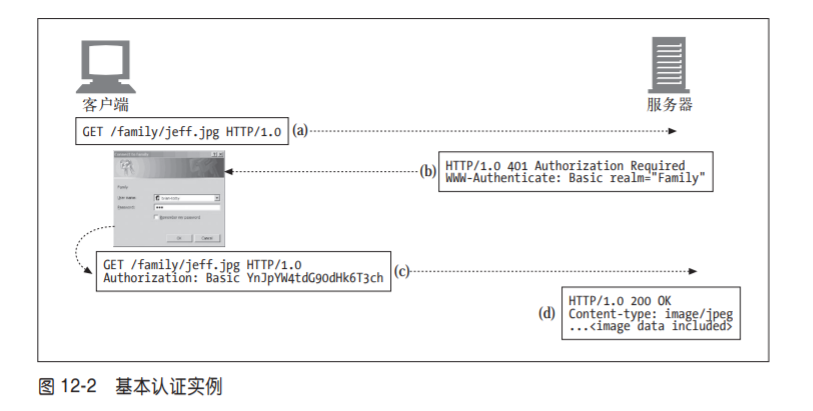 客户端
服务器
GET /family/jeff.jpg HTTP/1.0
(a)
(b)
HTTP/1.0 401 Authorization Required
WWW-Authenticate: Basic realm="Family"
Family
User name:
Password:
Remember my password
OK
Cancel
GET /family/jeff.jpg HTTP/1.0
Authorization: Basic YnJpYW4tdG90dHk6T3ch
(c)
(d)
HTTP/1.0 200 OK
Content-type: image/jpeg
...<image data included>
图 12-2 基本认证实例